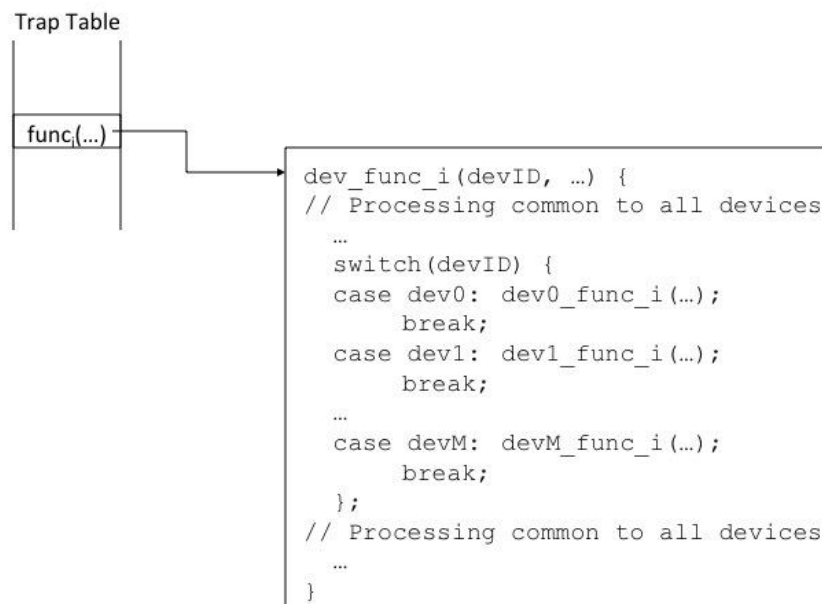 Trap Table
funcᵢ(...)
dev_func_i(devID, …) {
// Processing common to all devices
…
switch(devID) {
case dev0: dev0_func_i(…);
break;
case dev1: dev1_func_i(…);
break;
…
case devM: devM_func_i(…);
break;
};
// Processing common to all devices
…
}